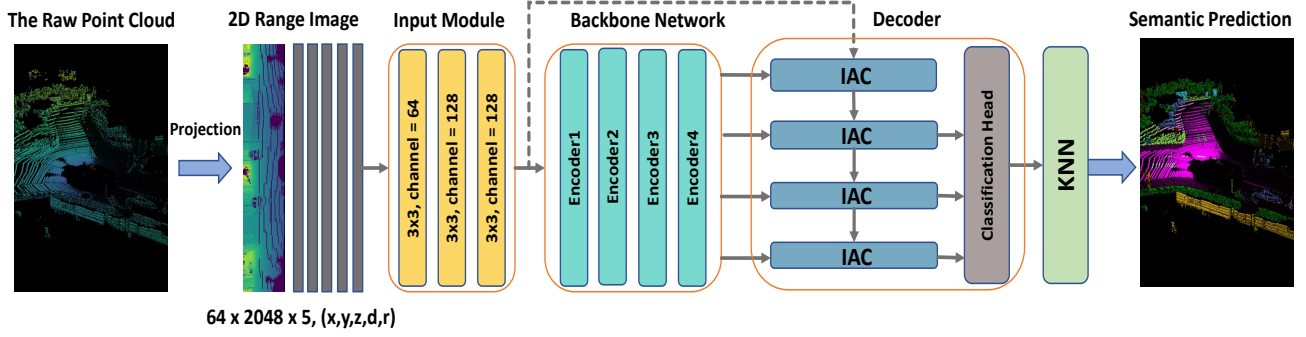 The Raw Point Cloud
2D Range Image
Input Module
Backbone Network
Decoder
Semantic Prediction
Projection
3x3, channel = 64
3x3, channel = 128
3x3, channel = 128
Encoder1
Encoder2
Encoder3
Encoder4
IAC
IAC
IAC
IAC
Classification Head
KNN
64 x 2048 x 5, (x,y,z,d,r)